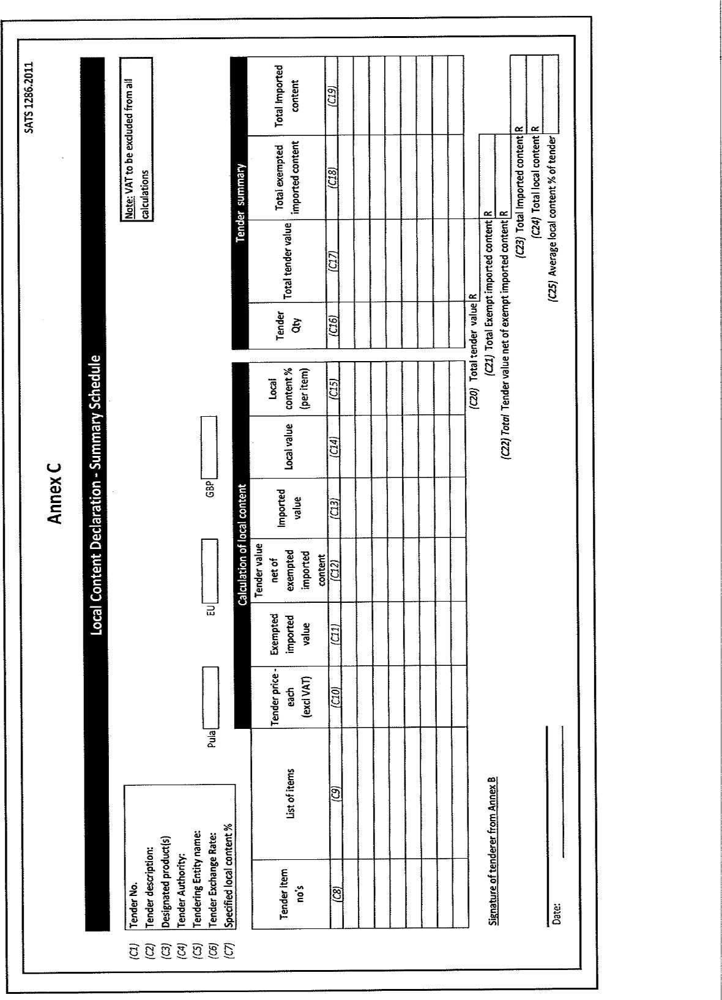 SATS 1286.2011
Annex C
Local Content Declaration - Summary Schedule
Note: VAT to be excluded from all
calculations
(C1) Tender No.
(C2) Tender description:
(C3) Designated product(s)
(C4) Tender Authority:
(C5) Tendering Entity name:
(C6) Tender Exchange Rate: Pula EU GBP
(C7) Specified local content %
Calculation of local content
Tender summary
Tender item
no's
List of items
Tender price -
each
(excl VAT)
Exempted
imported
value
Tender value
net of
exempted
imported
content
Imported
value
Local value
Local
content %
(per item)
Tender
Qty
Total tender value
Total exempted
imported content
Total Imported
content
(C8) (C9) (C10) (C11) (C12) (C13) (C14) (C15) (C16) (C17) (C18) (C19)
(C20) Total tender value R
Signature of tenderer from Annex B
(C21) Total Exempt imported content R
(C22) Total Tender value net of exempt imported content R
(C23) Total Imported content R
(C24) Total local content R
(C25) Average local content % of tender
Date: